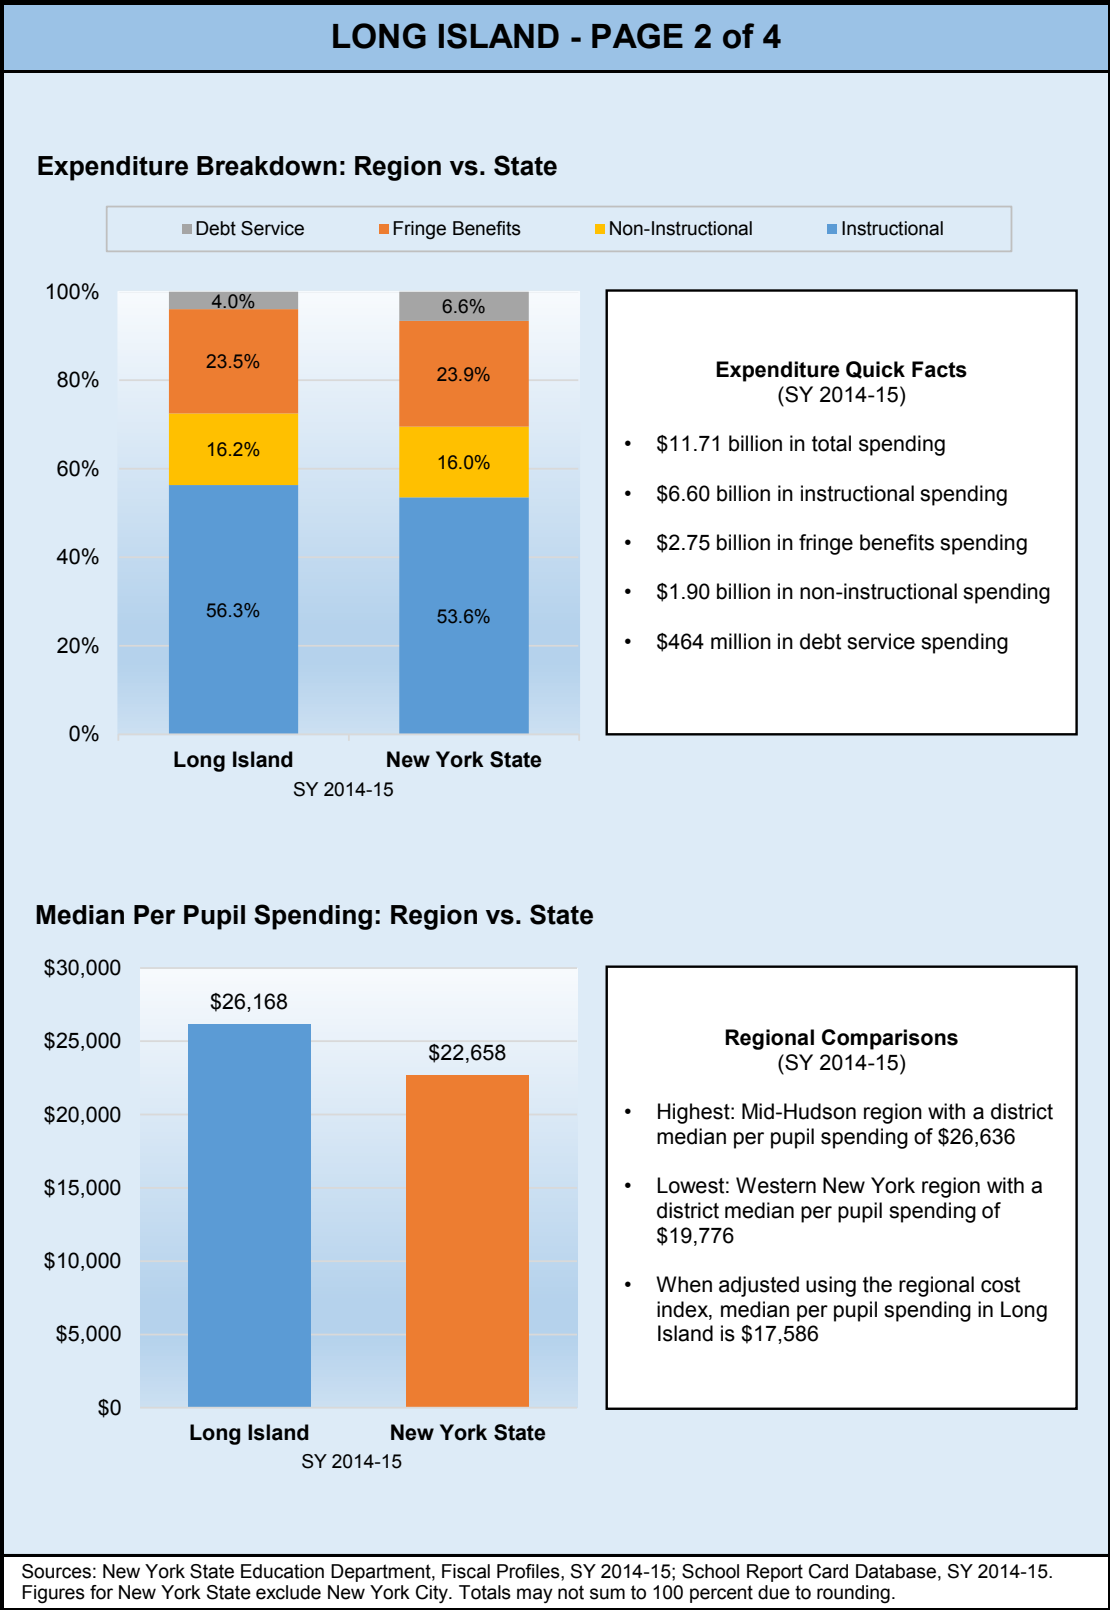 LONG ISLAND - PAGE 2 of 4
Expenditure Breakdown: Region vs. State
Debt Service Fringe Benefits Non-Instructional Instructional
100%
80%
60%
40%
20%
0%
4.0%
23.5%
16.2%
56.3%
6.6%
23.9%
16.0%
53.6%
Long Island New York State
SY 2014-15
Expenditure Quick Facts
(SY 2014-15)
• $11.71 billion in total spending
• $6.60 billion in instructional spending
• $2.75 billion in fringe benefits spending
• $1.90 billion in non-instructional spending
• $464 million in debt service spending
Median Per Pupil Spending: Region vs. State
$30,000
$25,000
$20,000
$15,000
$10,000
$5,000
$0
$26,168
$22,658
Long Island New York State
SY 2014-15
Regional Comparisons
(SY 2014-15)
• Highest: Mid-Hudson region with a district
median per pupil spending of $26,636
• Lowest: Western New York region with a
district median per pupil spending of
$19,776
• When adjusted using the regional cost
index, median per pupil spending in Long
Island is $17,586
Sources: New York State Education Department, Fiscal Profiles, SY 2014-15; School Report Card Database, SY 2014-15.
Figures for New York State exclude New York City. Totals may not sum to 100 percent due to rounding.